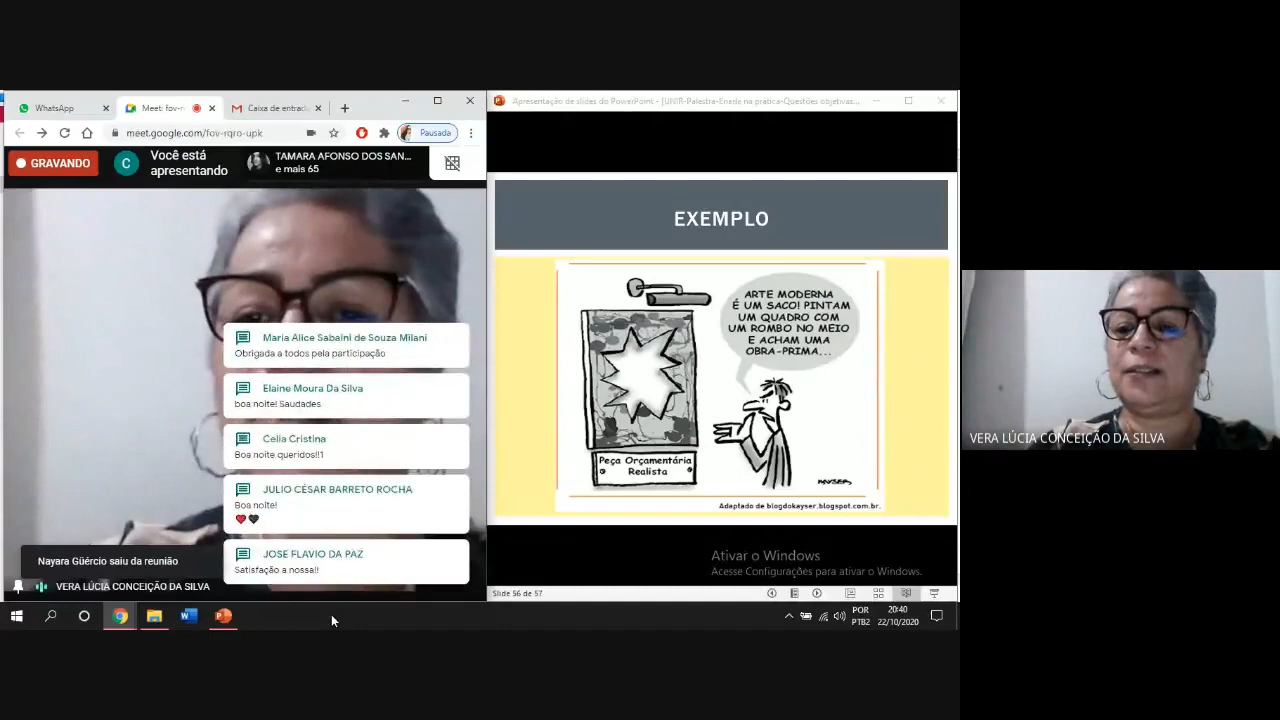 WhatsApp
Meet: fov-r
Caixa de entrad
meet.google.com/fov-rqro-upk
Pausada
GRAVANDO
C
Você está
apresentando
TAMARA AFONSO DOS SAN...
e mais 65
Maria Alice Sabaini de Souza Milani
Obrigada a todos pela participação
Elaine Moura Da Silva
boa noite! Saudades
Celia Cristina
Boa noite queridos!!1
JULIO CÉSAR BARRETO ROCHA
Boa noite!
JOSE FLAVIO DA PAZ
Satisfação a nossa!!
Nayara Güércio saiu da reunião
VERA LÚCIA CONCEIÇÃO DA SILVA
Apresentação de slides do PowerPoint - [UNIR-Palestra-Enade na pratica-Questões objetivas...
EXEMPLO
ARTE MODERNA
É UM SACO! PINTAM
UM QUADRO COM
UM ROMBO NO MEIO
E ACHAM UMA
OBRA-PRIMA...
Peça Orçamentária
Realista
KAYSER
Adaptado de blogdokayser.blogspot.com.br.
Ativar o Windows
Acesse Configurações para ativar o Windows.
Slide 56 de 57
POR
PTB2
20:40
22/10/2020
VERA LÚCIA CONCEIÇÃO DA SILVA